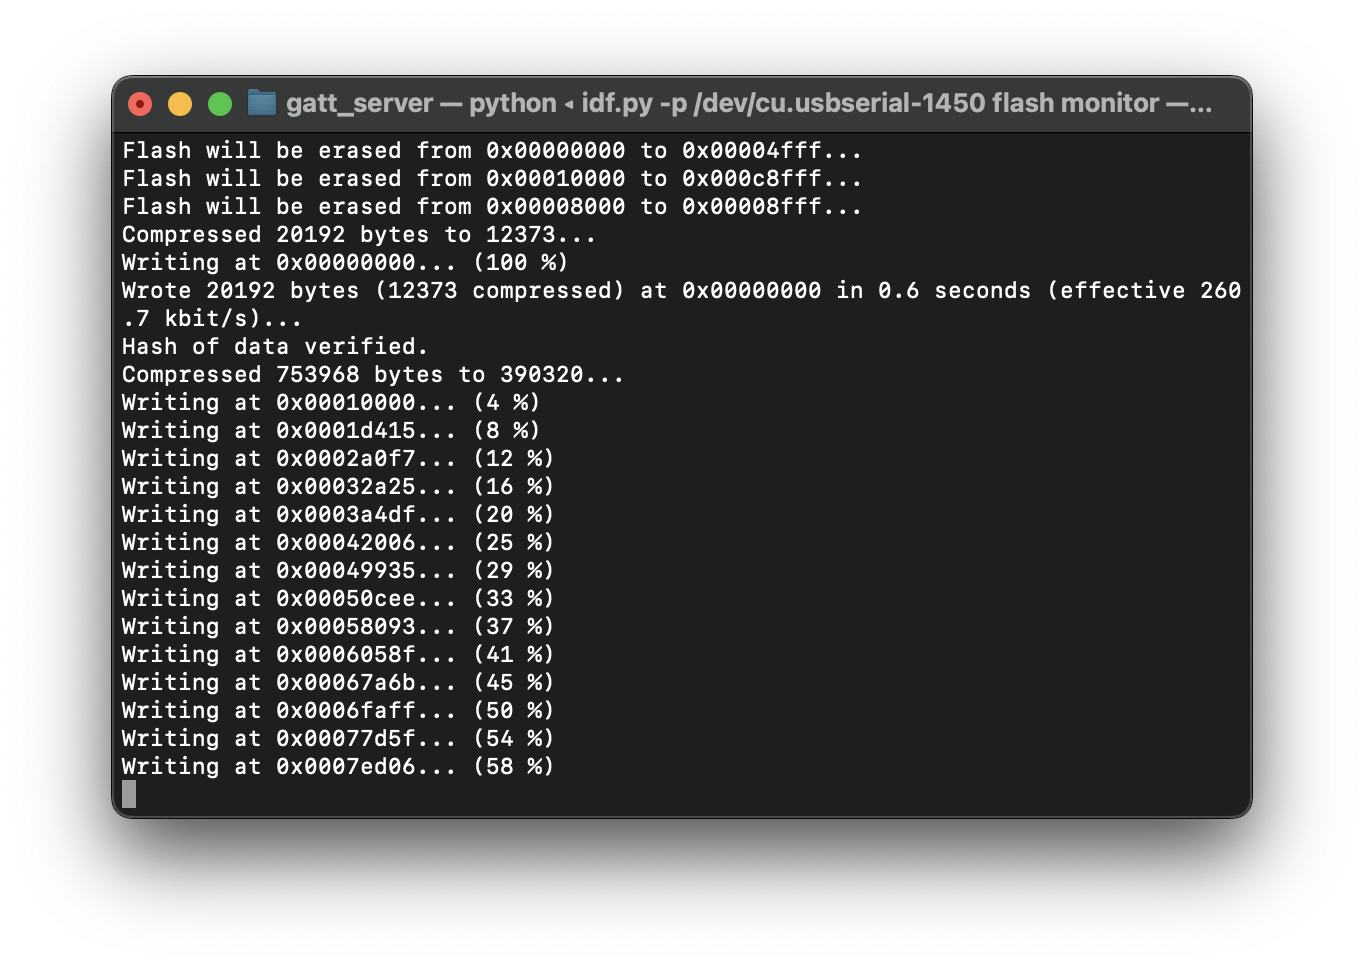 gatt_server — python ◂ idf.py -p /dev/cu.usbserial-1450 flash monitor —...
Flash will be erased from 0x00000000 to 0x00004fff...
Flash will be erased from 0x00010000 to 0x000c8fff...
Flash will be erased from 0x00008000 to 0x00008fff...
Compressed 20192 bytes to 12373...
Writing at 0x00000000... (100 %)
Wrote 20192 bytes (12373 compressed) at 0x00000000 in 0.6 seconds (effective 260
.7 kbit/s)...
Hash of data verified.
Compressed 753968 bytes to 390320...
Writing at 0x00010000... (4 %)
Writing at 0x0001d415... (8 %)
Writing at 0x0002a0f7... (12 %)
Writing at 0x00032a25... (16 %)
Writing at 0x0003a4df... (20 %)
Writing at 0x00042006... (25 %)
Writing at 0x00049935... (29 %)
Writing at 0x00050cee... (33 %)
Writing at 0x00058093... (37 %)
Writing at 0x0006058f... (41 %)
Writing at 0x00067a6b... (45 %)
Writing at 0x0006faff... (50 %)
Writing at 0x00077d5f... (54 %)
Writing at 0x0007ed06... (58 %)